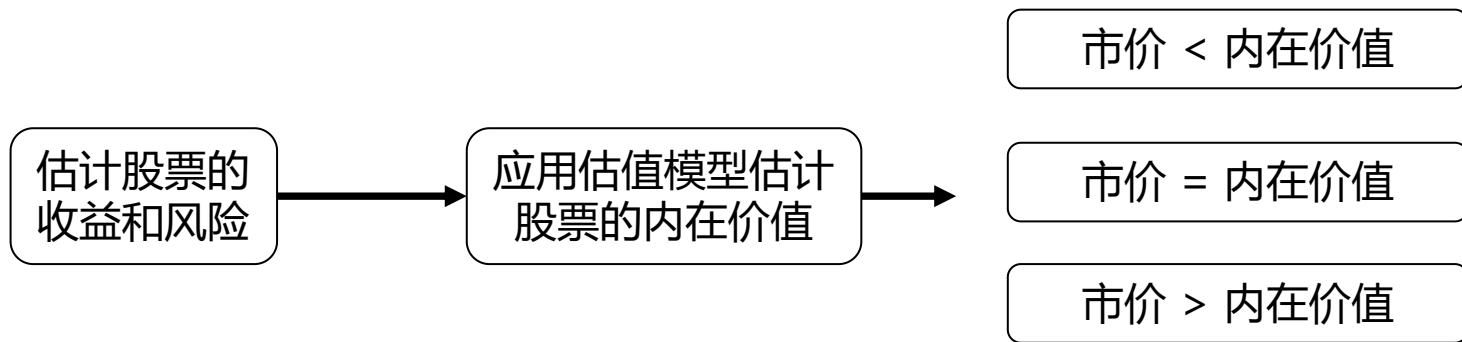 估计股票的
收益和风险
应用估值模型估计
股票的内在价值
市价 < 内在价值
市价 = 内在价值
市价 > 内在价值